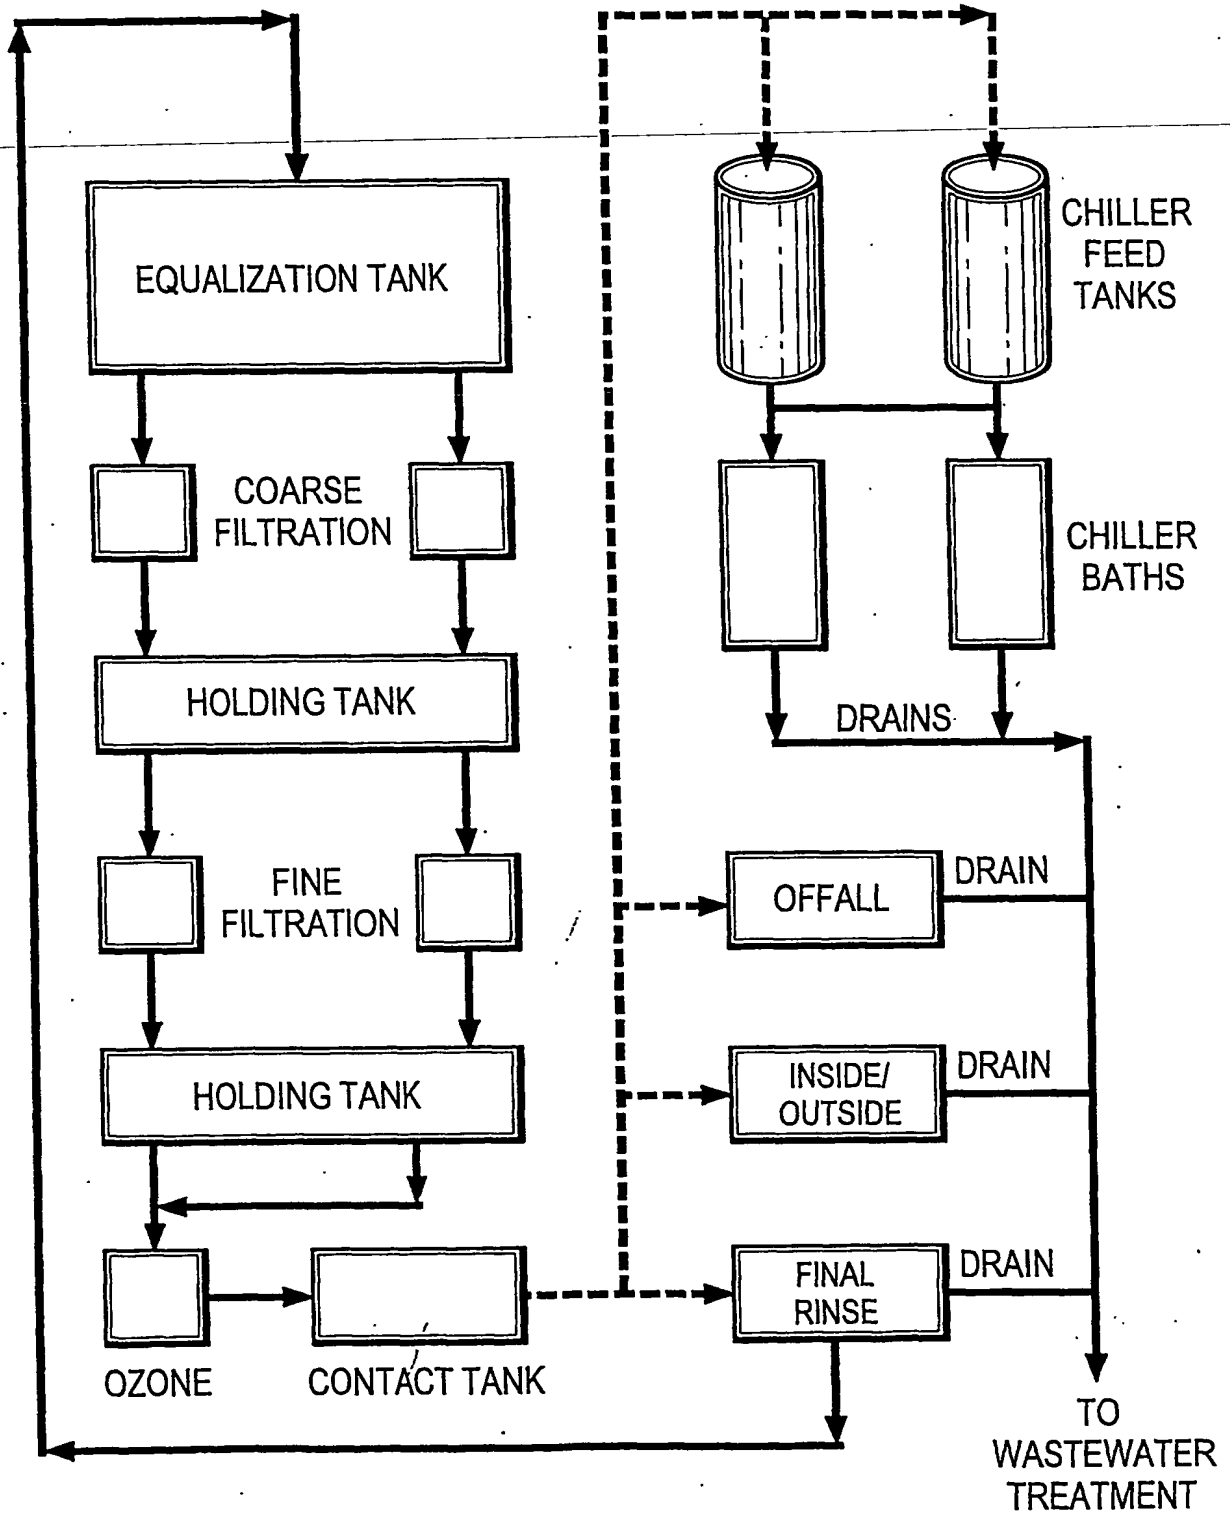 EQUALIZATION TANK
CHILLER
FEED
TANKS
COARSE
FILTRATION
CHILLER
BATHS
HOLDING TANK
DRAINS
FINE
FILTRATION
OFFALL
DRAIN
HOLDING TANK
INSIDE/
OUTSIDE
DRAIN
FINAL
RINSE
DRAIN
OZONE
CONTACT TANK
TO
WASTEWATER
TREATMENT